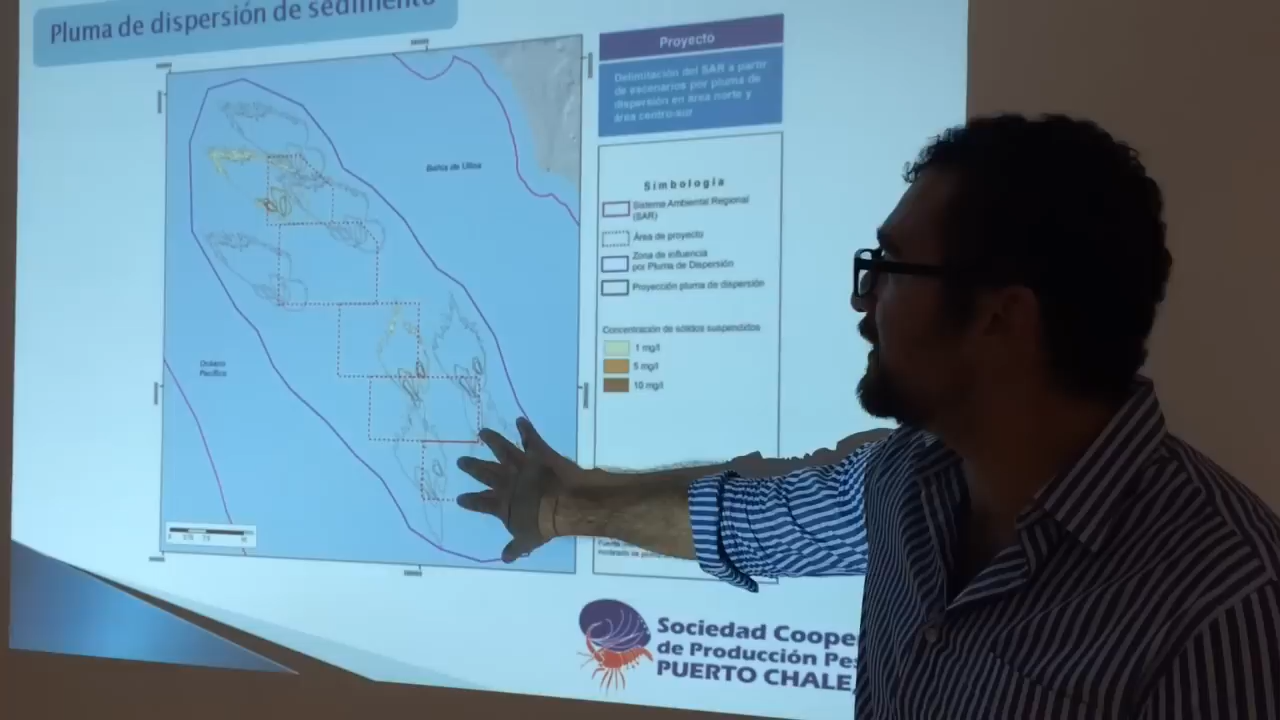 Pluma de dispersión de sedimento
Proyecto
Delimitación del SAR a partir
de escenarios por pluma de
dispersión en área norte y
área centro-sur
Bahía de Ulloa
Simbología
Sistema Ambiental Regional
(SAR)
Área de proyecto
Zona de influencia
por Pluma de Dispersión
Proyección pluma de dispersión
Océano
Pacífico
Concentración de sólidos suspendidos
1 mg/l
5 mg/l
10 mg/l
Sociedad Coope
de Producción Pes
PUERTO CHALE